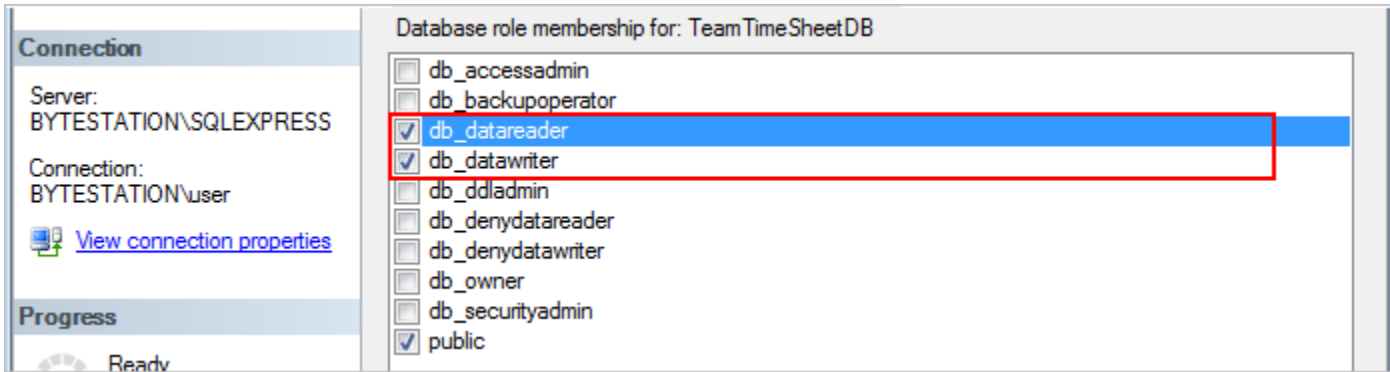 Connection
Server:
BYTESTATION\SQLEXPRESS
Connection:
BYTESTATION\user
View connection properties
Progress
Ready
Database role membership for: TeamTimeSheetDB
db_accessadmin
db_backupoperator
db_datareader
db_datawriter
db_ddladmin
db_denydatareader
db_denydatawriter
db_owner
db_securityadmin
public